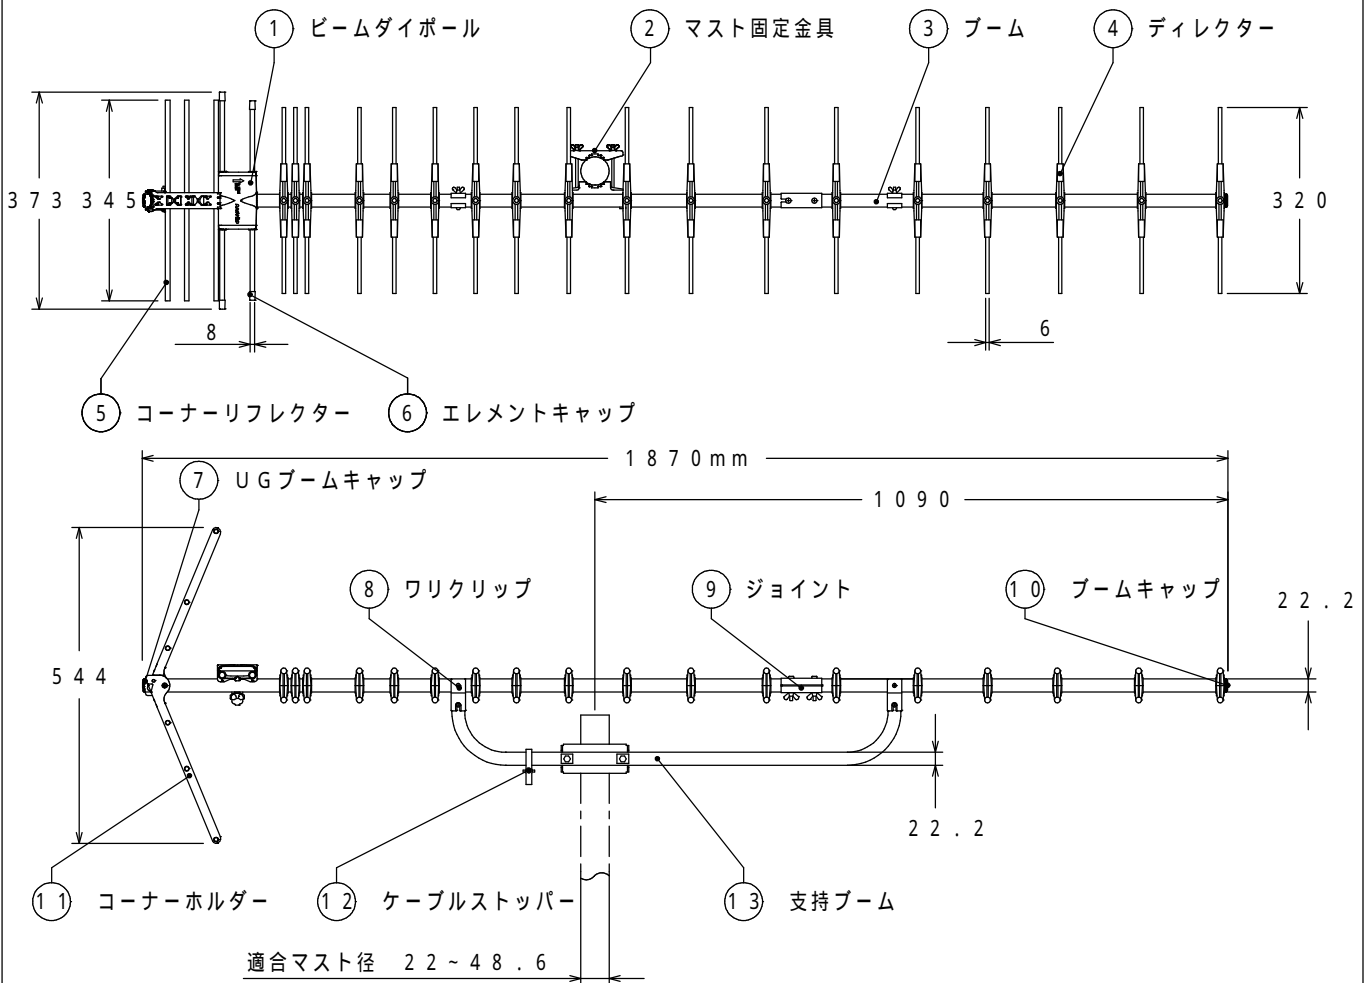 1 ビームダイポール
2 マスト固定金具
3 ブーム
4 ディレクター
373
345
320
8
6
5 コーナーリフレクター
6 エレメントキャップ
1870mm
7 UGブームキャップ
1090
8 ワリクリップ
9 ジョイント
10 ブームキャップ
22.2
544
22.2
11 コーナーホルダー
12 ケーブルストッパー
13 支持ブーム
適合マスト径 22~48.6